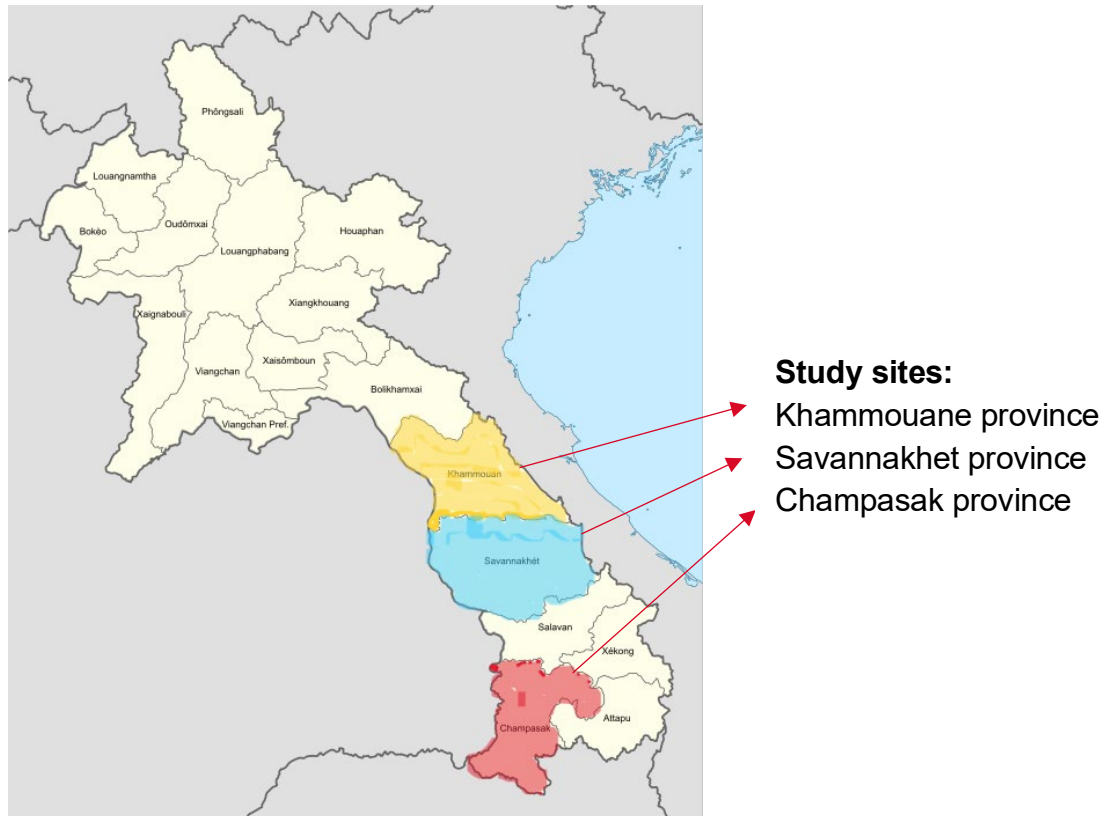 Phôngsali
Louangnamtha
Oudômxai
Bokèo
Houaphan
Louangphabang
Xiangkhouang
Xaignabouli
Xaisômboun
Viangchan
Bolikhamxai
Viangchan Pref.
Khammouan
Savannakhét
Salavan
Xékong
Attapu
Champasak
Study sites:
Khammouane province
Savannakhet province
Champasak province